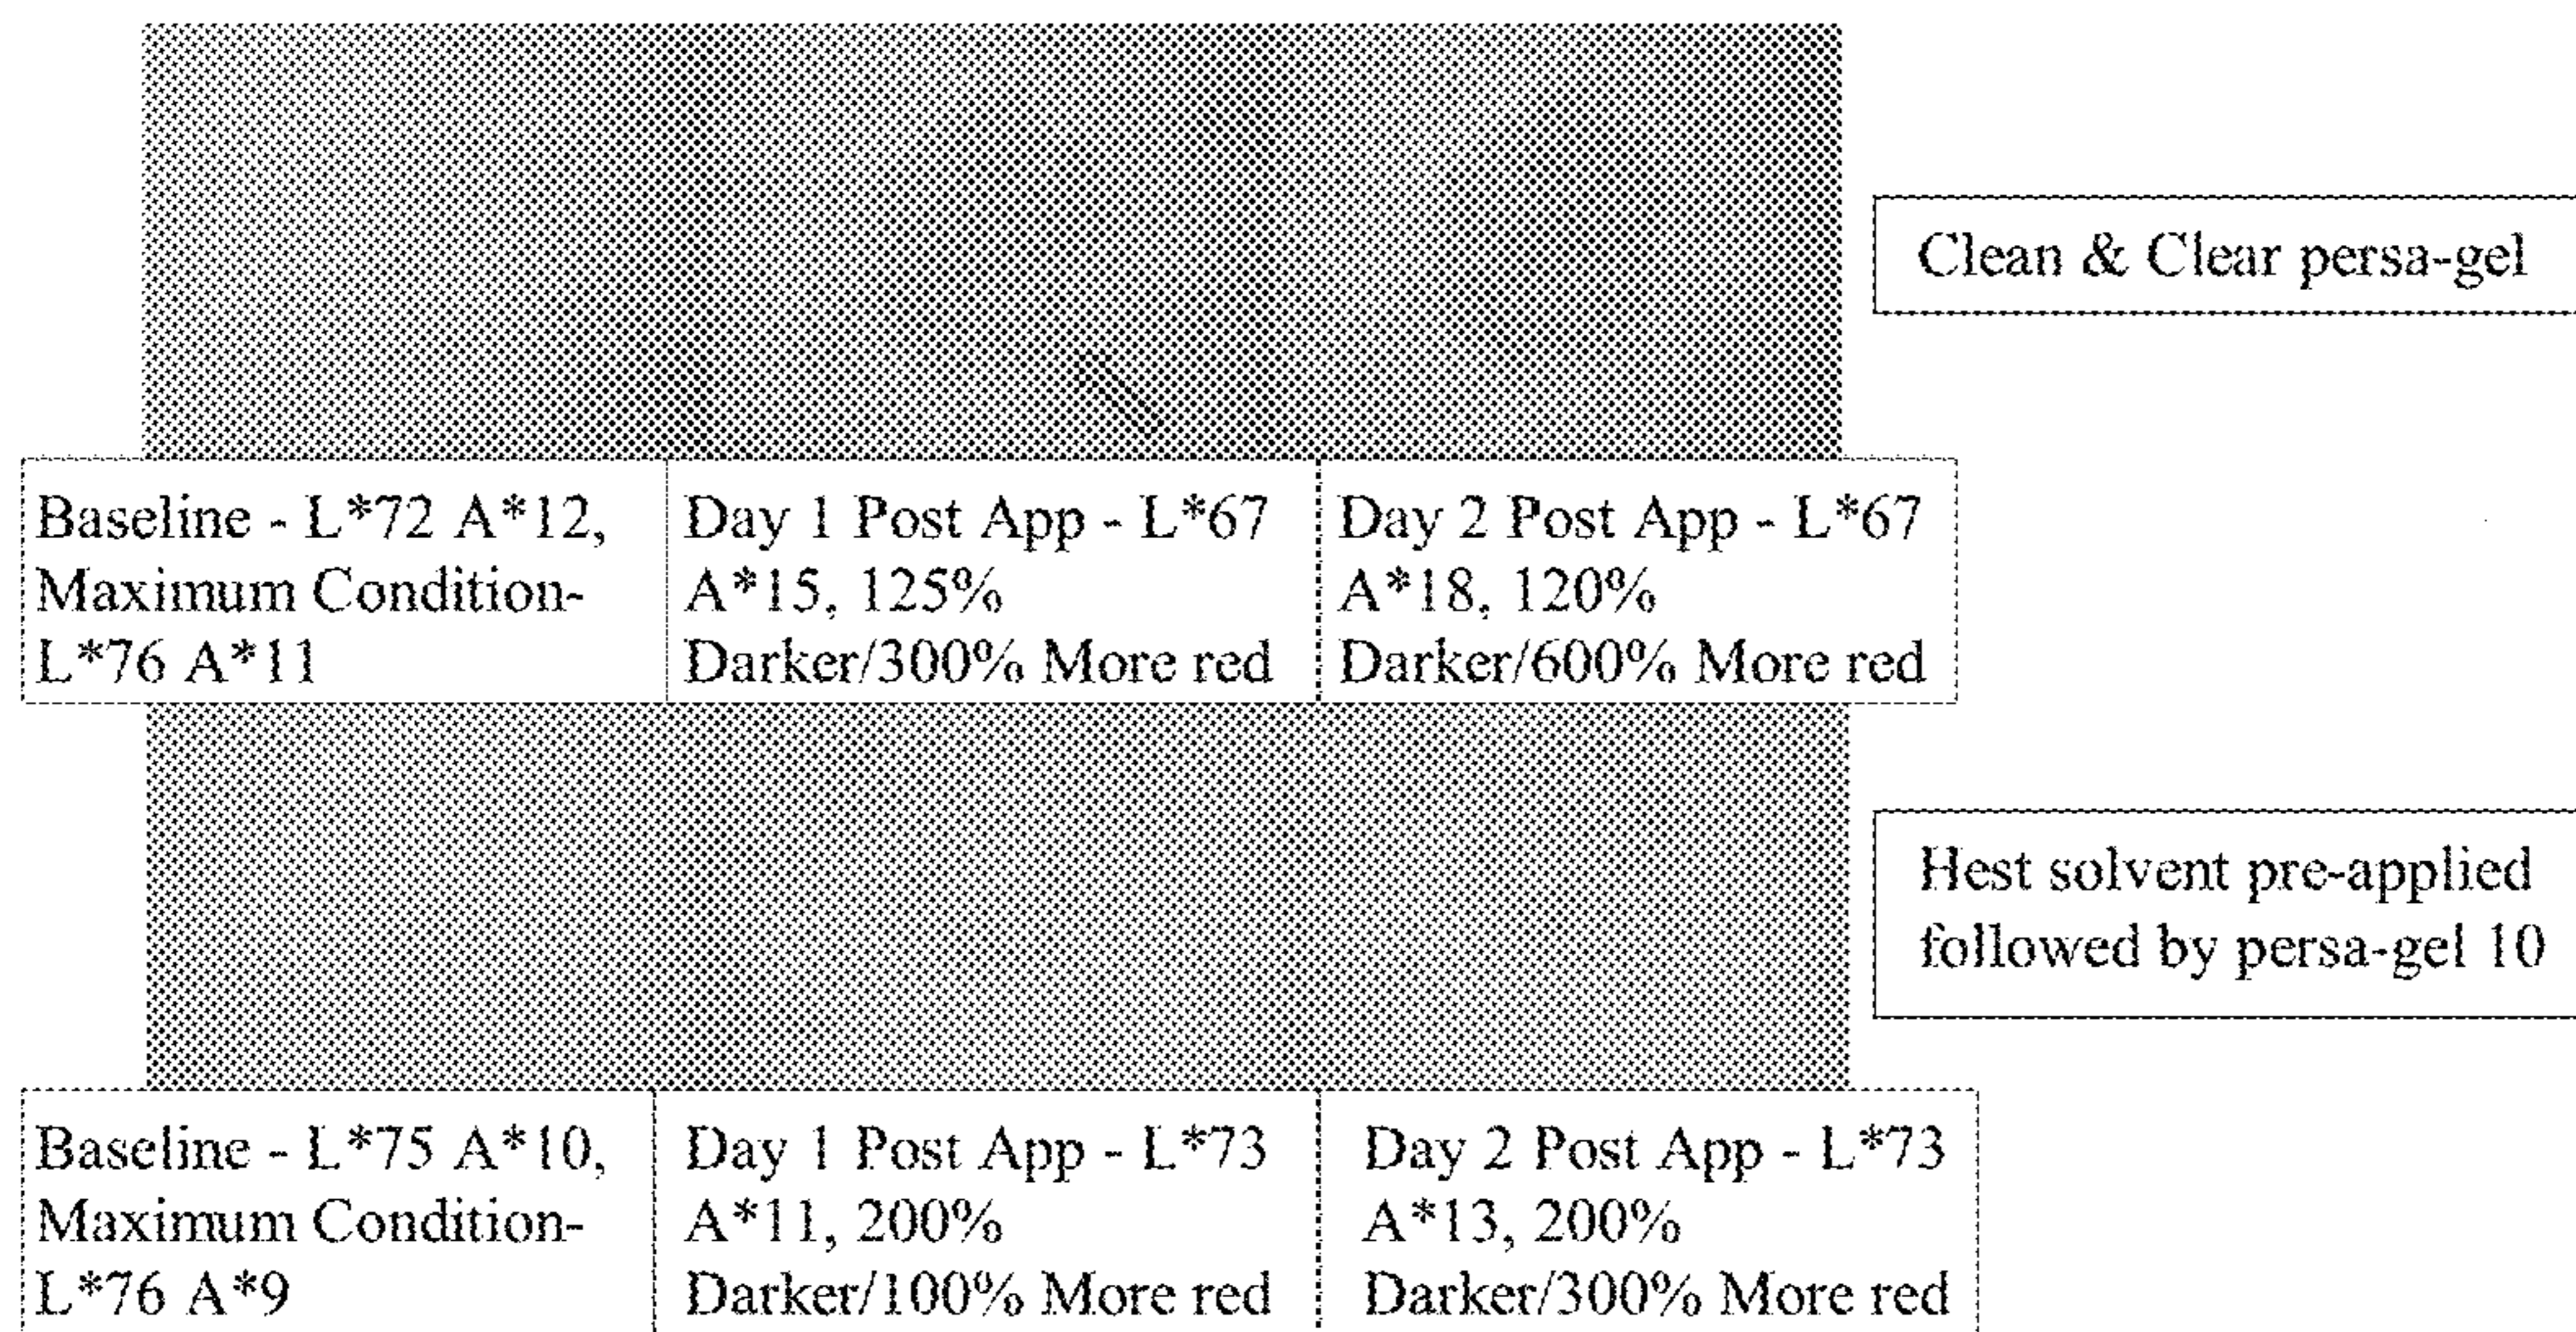 Clean & Clear persa-gel
Baseline - L*72 A*12,
Maximum Condition-
L*76 A*11
Day 1 Post App - L*67
A*15, 125%
Darker/300% More red
Day 2 Post App - L*67
A*18, 120%
Darker/600% More red
Hest solvent pre-applied
followed by persa-gel 10
Baseline - L*75 A*10,
Maximum Condition-
L*76 A*9
Day 1 Post App - L*73
A*11, 200%
Darker/100% More red
Day 2 Post App - L*73
A*13, 200%
Darker/300% More red